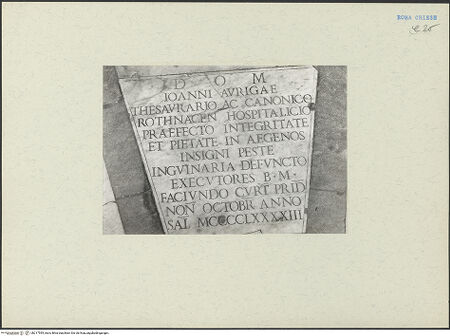 ROMA CHIESE
D O M
IOANNI AVRIGAE
THESAVRARIO AC CANONICO
ROTHNACEN HOSPITALICIO
PRAEFECTO INTEGRITATE
ET PIETATE IN AEGENOS
INSIGNI PESTE
INGVINARIA DEFVNCTO
EXECVTORES B · M ·
FACIVNDO CVRT PRID
NON OCTOBR ANNO
SAL MCCCCLXXXXIII